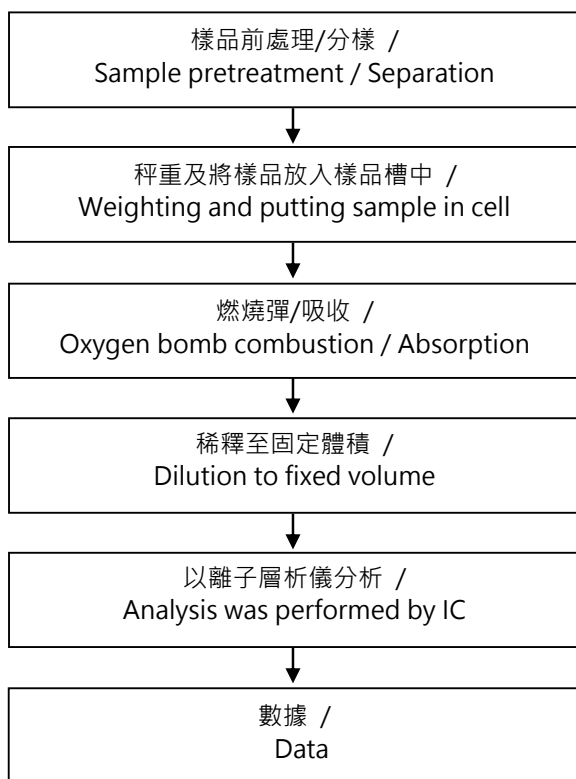 樣品前處理/分樣 /
Sample pretreatment / Separation
秤重及將樣品放入樣品槽中 /
Weighting and putting sample in cell
燃燒彈/吸收 /
Oxygen bomb combustion / Absorption
稀釋至固定體積 /
Dilution to fixed volume
以離子層析儀分析 /
Analysis was performed by IC
數據 /
Data